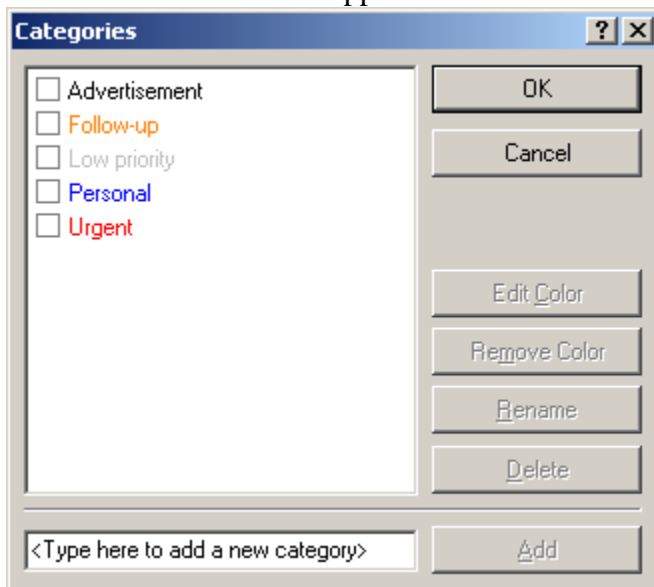 Categories
Advertisement
Follow-up
Low priority
Personal
Urgent
OK
Cancel
Edit Color
Remove Color
Rename
Delete
<Type here to add a new category>
Add